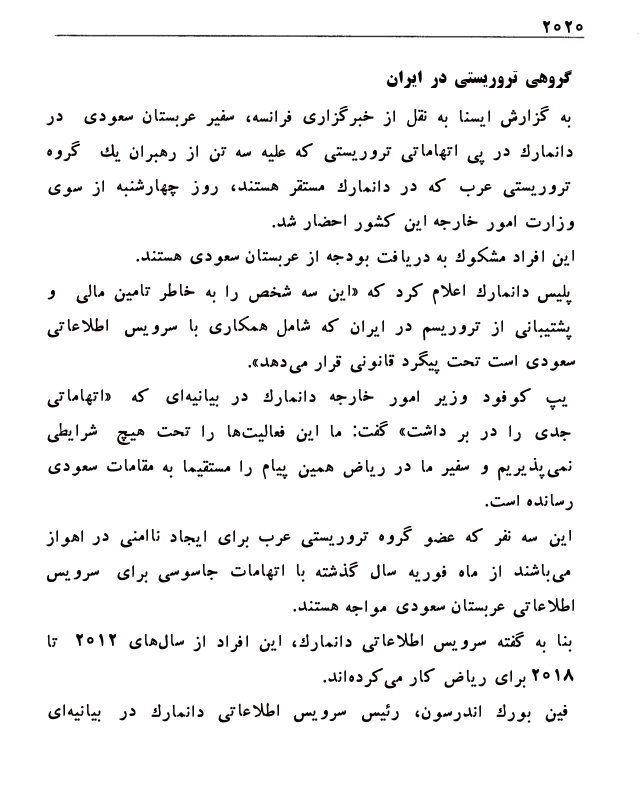 ۲۰۲۰
گروهی تروریستی در ایران
به گزارش ایسنا به نقل از خبرگزاری فرانسه، سفیر عربستان سعودی در
دانمارك در پی اتهاماتی تروریستی که علیه سه تن از رهبران یك گروه
تروریستی عرب که در دانمارك مستقر هستند، روز چهارشنبه از سوی
وزارت امور خارجه این کشور احضار شد.
این افراد مشکوك به دریافت بودجه از عربستان سعودی هستند.
پلیس دانمارك اعلام کرد که «این سه شخص را به خاطر تامین مالی و
پشتیبانی از تروریسم در ایران که شامل همکاری با سرویس اطلاعاتی
سعودی است تحت پیگرد قانونی قرار می‌دهد».
یپ کوفود وزیر امور خارجه دانمارك در بیانیه‌ای که «اتهاماتی
جدی را در بر داشت» گفت: ما این فعالیت‌ها را تحت هیچ شرایطی
نمی‌پذیریم و سفیر ما در ریاض همین پیام را مستقیما به مقامات سعودی
رسانده است.
این سه نفر که عضو گروه تروریستی عرب برای ایجاد ناامنی در اهواز
می‌باشند از ماه فوریه سال گذشته با اتهامات جاسوسی برای سرویس
اطلاعاتی عربستان سعودی مواجه هستند.
بنا به گفته سرویس اطلاعاتی دانمارك، این افراد از سال‌های ۲۰۱۲ تا
۲۰۱۸ برای ریاض کار می‌کرده‌اند.
فین بورك اندرسون، رئیس سرویس اطلاعاتی دانمارك در بیانیه‌ای